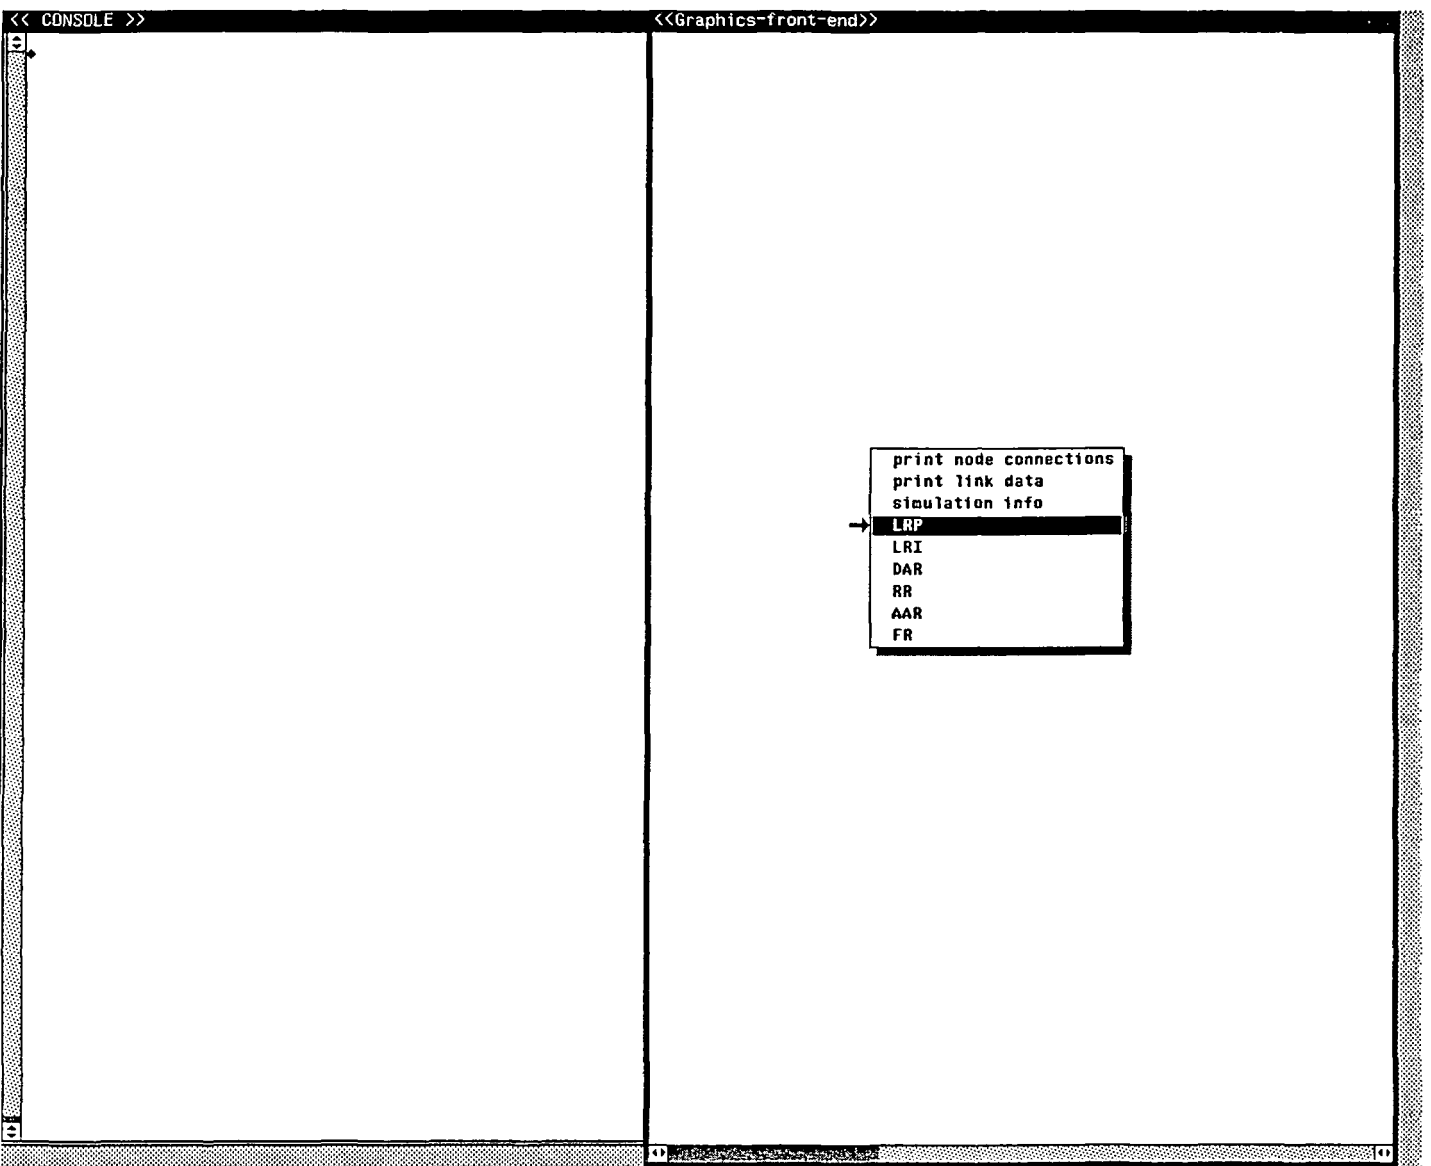 << CONSOLE >>
<<Graphics-front-end>>
print node connections
print link data
simulation info
LRP
LRI
DAR
RR
AAR
FR